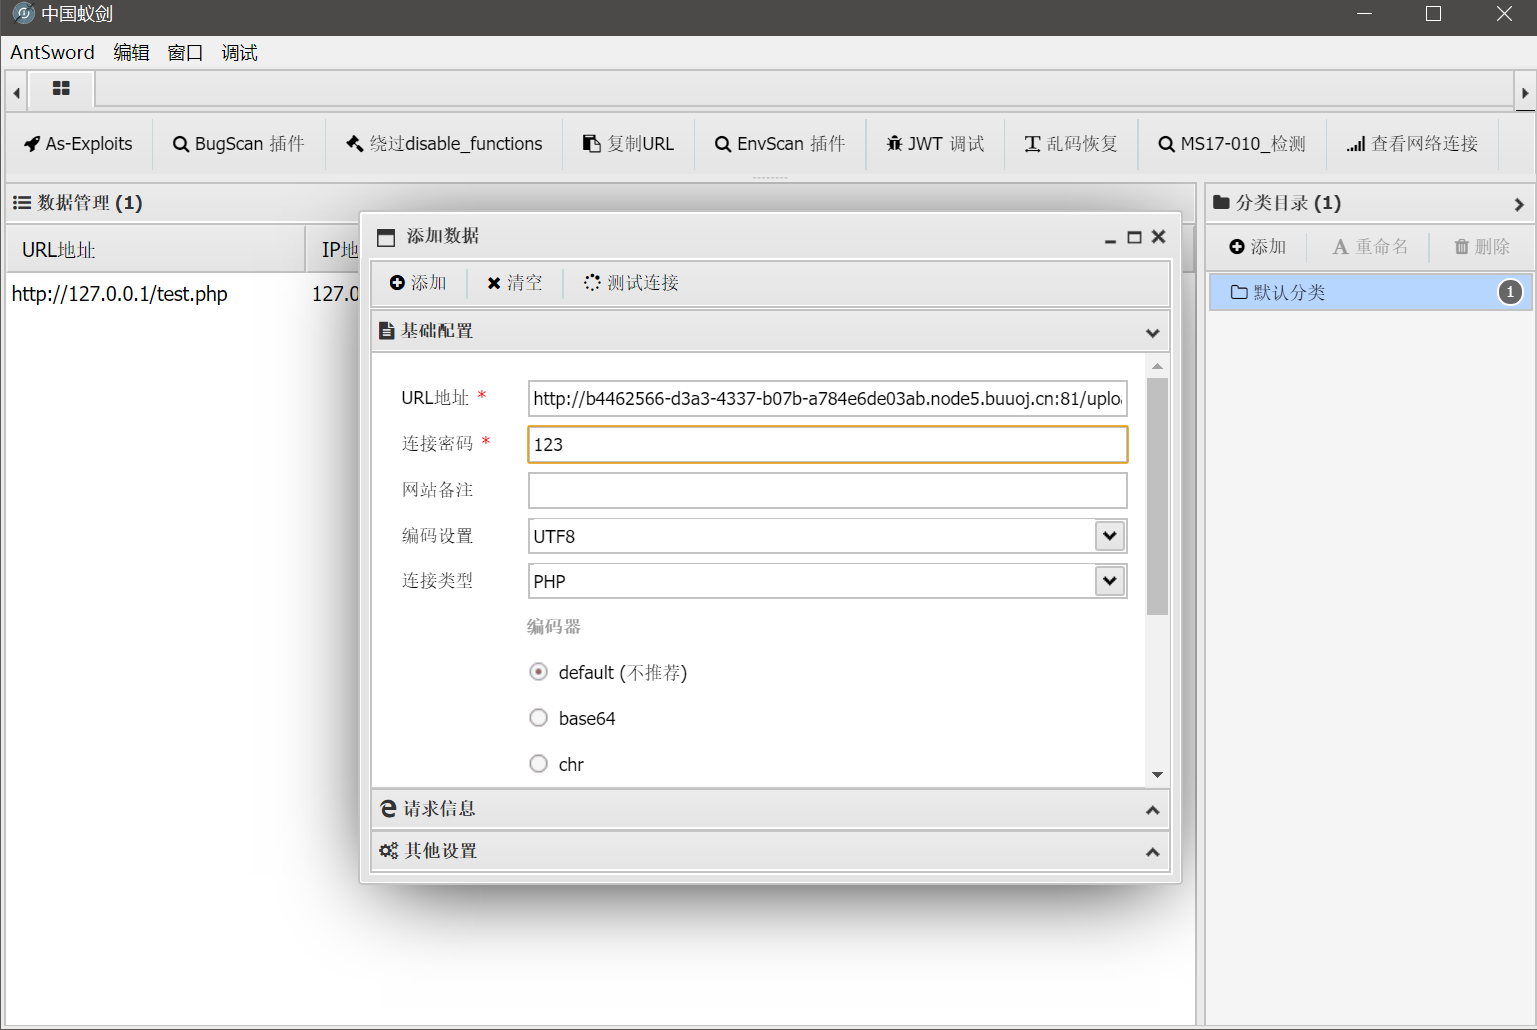 中国蚁剑
AntSword 编辑 窗口 调试
As-Exploits BugScan 插件 绕过disable_functions 复制URL EnvScan 插件 JWT 调试 乱码恢复 MS17-010_检测 查看网络连接
数据管理 (1)
URL地址 IP地
http://127.0.0.1/test.php 127.0
添加数据
添加 清空 测试连接
基础配置
URL地址 * http://b4462566-d3a3-4337-b07b-a784e6de03ab.node5.buuoj.cn:81/uploa
连接密码 * 123
网站备注
编码设置 UTF8
连接类型 PHP
编码器
default (不推荐)
base64
chr
请求信息
其他设置
分类目录 (1)
添加 重命名 删除
默认分类 1